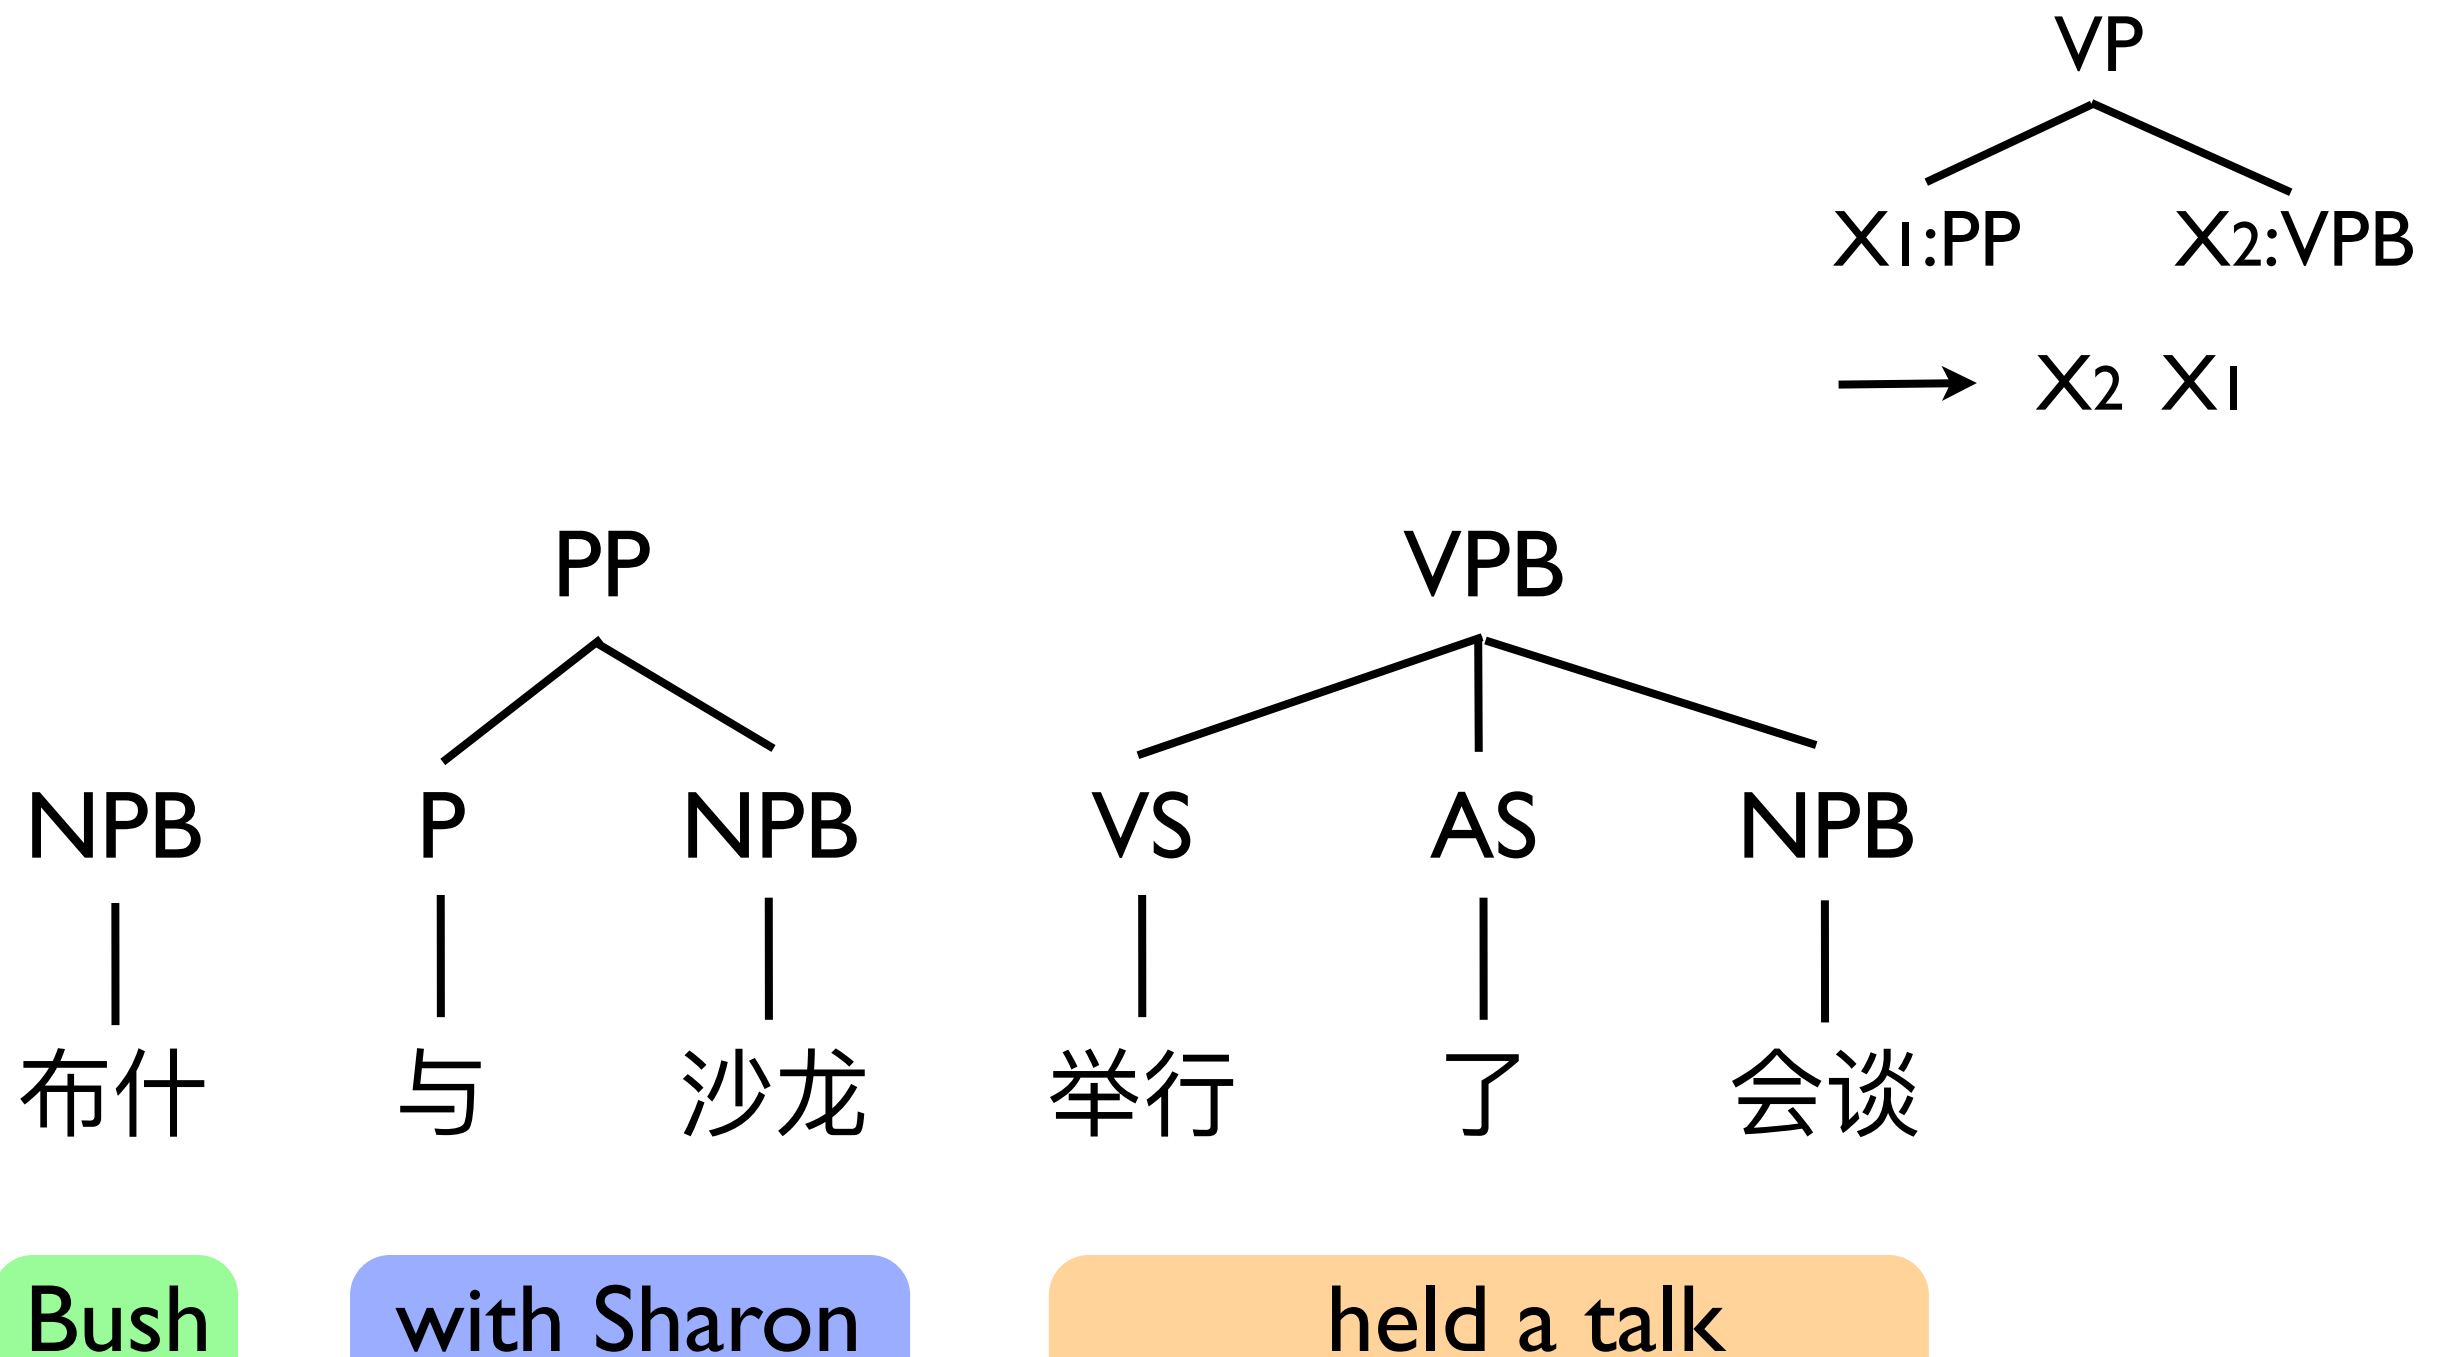 VP
X1:PP X2:VPB
X2 X1
PP VPB
NPB P NPB VS AS NPB
布什 与 沙龙 举行 了 会谈
Bush with Sharon held a talk